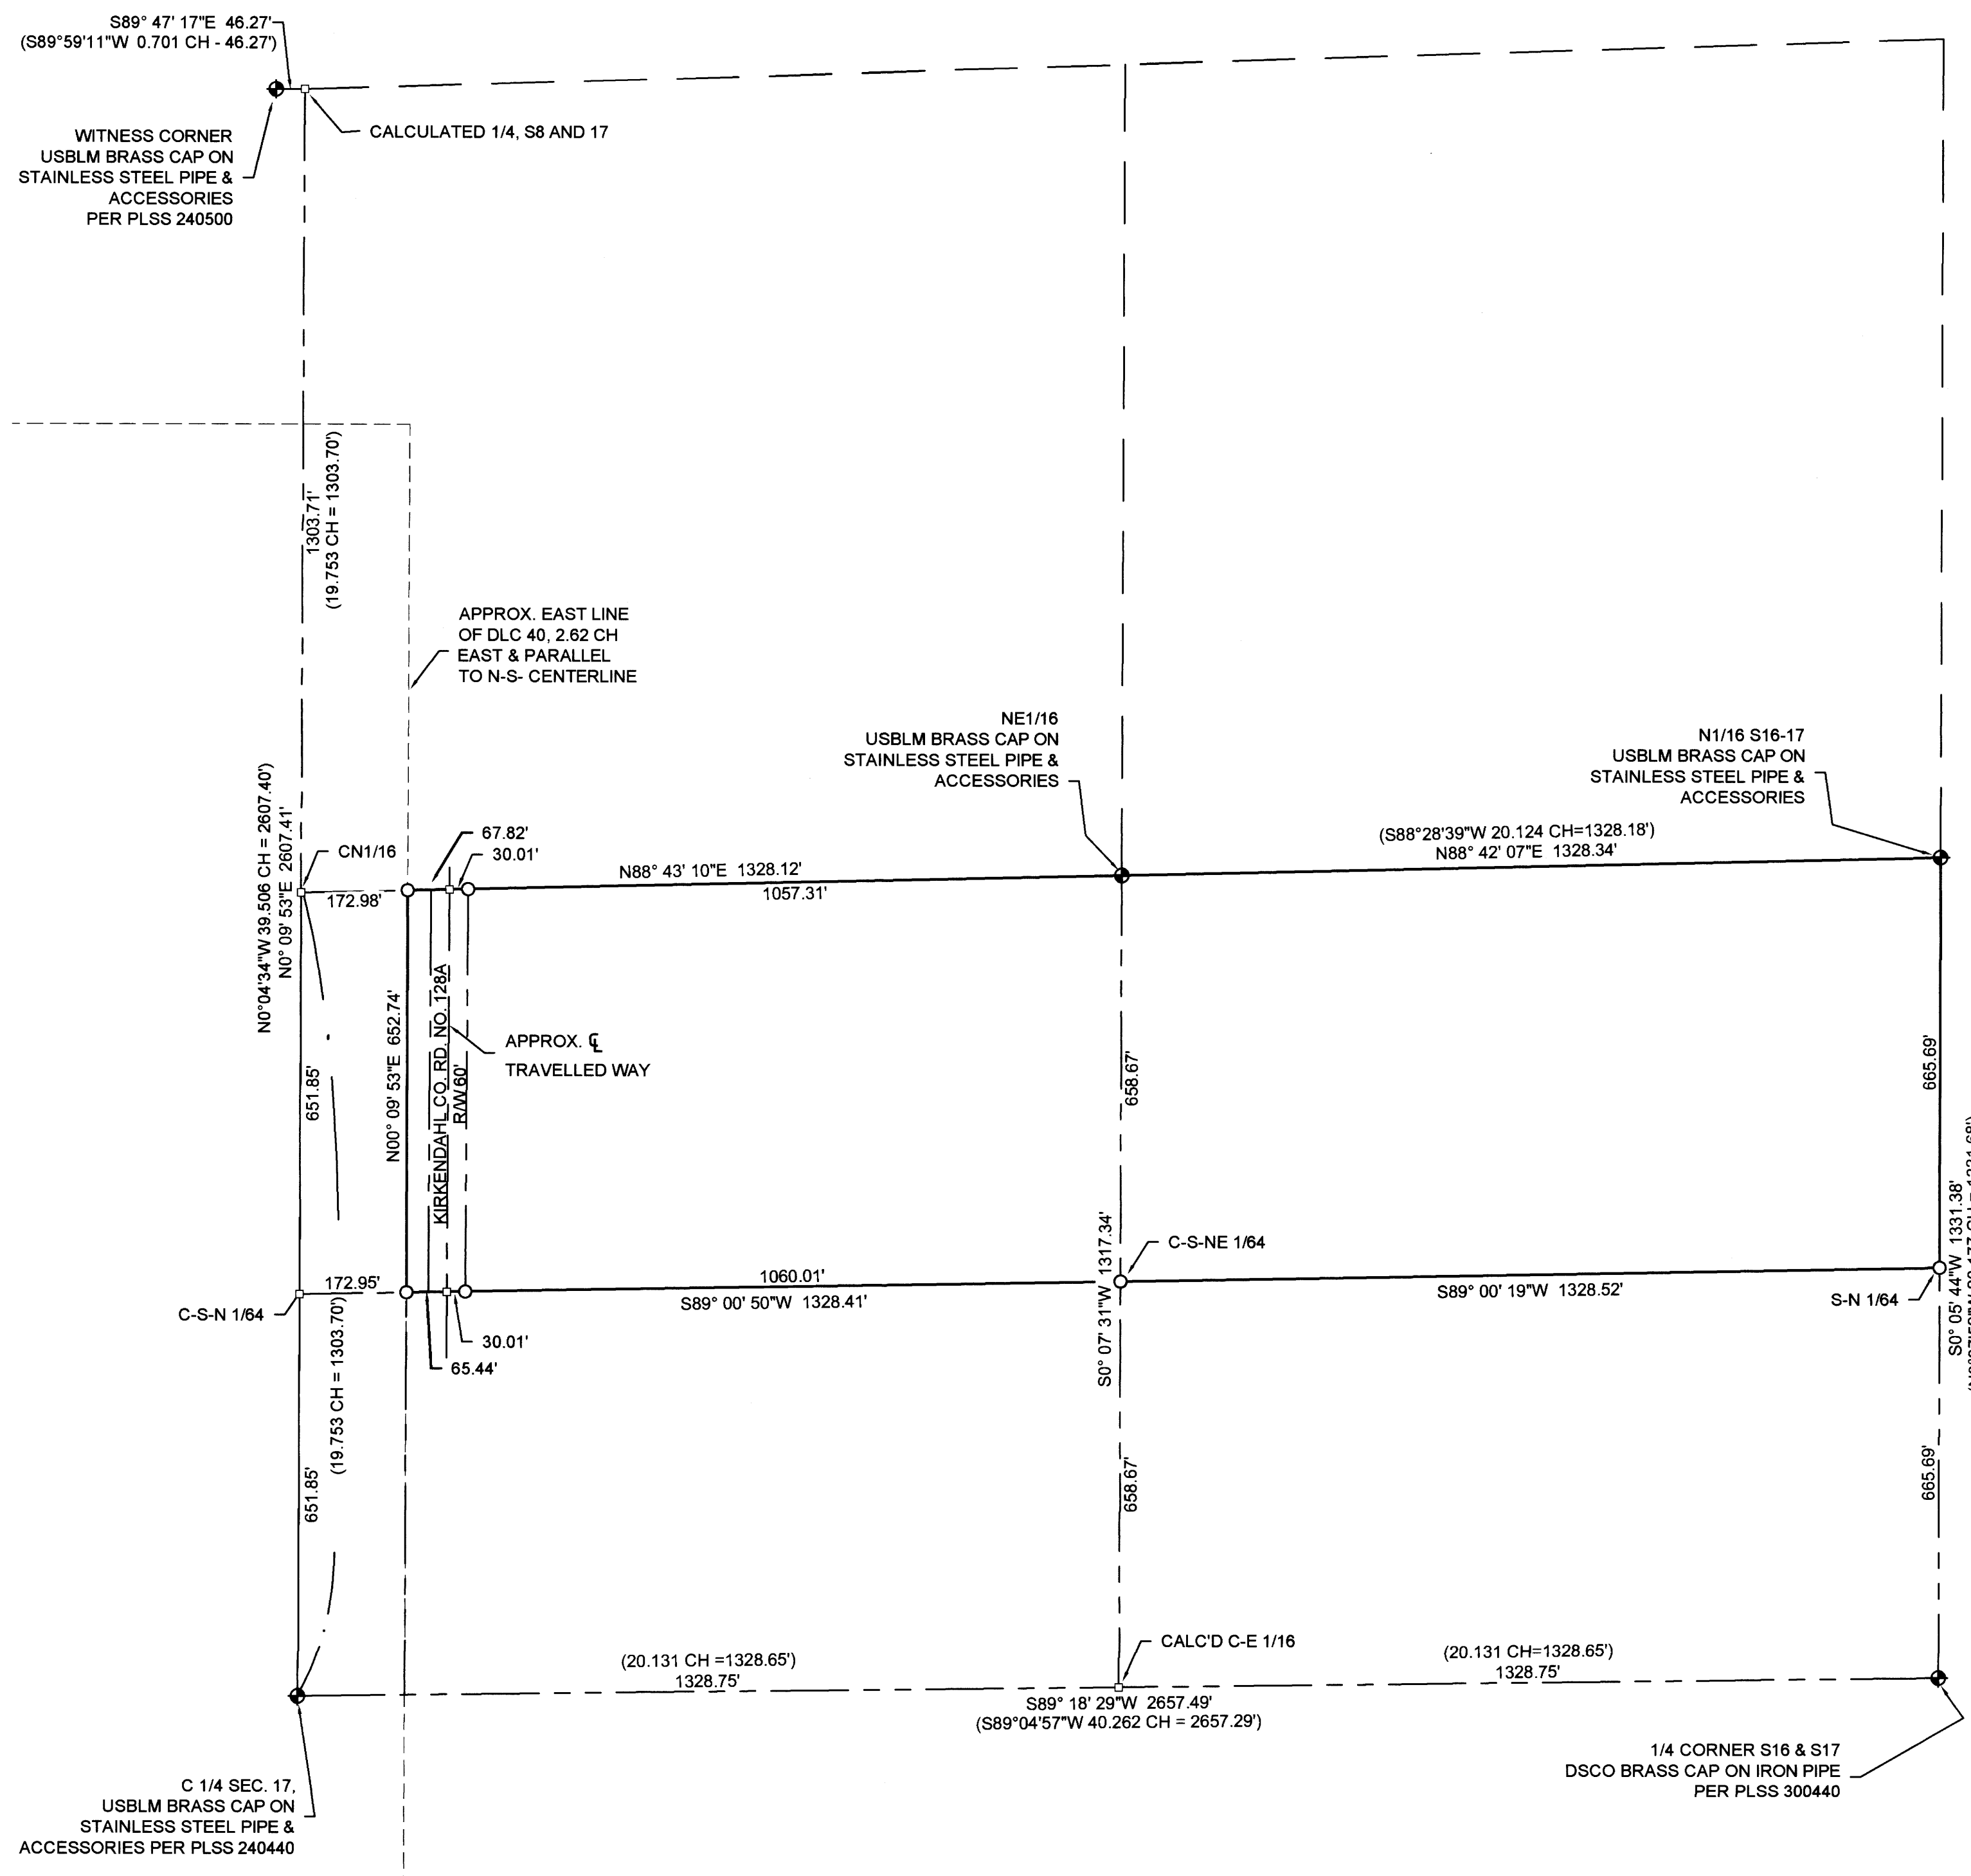 S89° 47' 17"E 46.27'
(S89°59'11"W 0.701 CH - 46.27')
WITNESS CORNER
USBLM BRASS CAP ON
STAINLESS STEEL PIPE &
ACCESSORIES
PER PLSS 240500
CALCULATED 1/4, S8 AND 17
1303.71'
(19.753 CH = 1303.70')
APPROX. EAST LINE
OF DLC 40, 2.62 CH
EAST & PARALLEL
TO N-S- CENTERLINE
NE1/16
USBLM BRASS CAP ON
STAINLESS STEEL PIPE &
ACCESSORIES
N1/16 S16-17
USBLM BRASS CAP ON
STAINLESS STEEL PIPE &
ACCESSORIES
N0°04'34"W 39.506 CH = 2607.40')
N0° 09' 53"E 2607.41'
CN1/16
67.82'
30.01'
172.98'
N88° 43' 10"E 1328.12'
1057.31'
(S88°28'39"W 20.124 CH=1328.18')
N88° 42' 07"E 1328.34'
651.85'
N00° 09' 53"E 652.74'
KIRKENDAHL CO. RD. NO. 128A
R/W 60'
APPROX. ℄
TRAVELLED WAY
658.67'
665.69'
172.95'
C-S-N 1/64
(19.753 CH = 1303.70')
1060.01'
S89° 00' 50"W 1328.41'
30.01'
65.44'
S0° 07' 31"W 1317.34'
C-S-NE 1/64
S89° 00' 19"W 1328.52'
S-N 1/64
S0° 05' 44"W 1331.38'
651.85'
658.67'
665.69'
(20.131 CH =1328.65')
1328.75'
CALC'D C-E 1/16
(20.131 CH=1328.65')
1328.75'
S89° 18' 29"W 2657.49'
(S89°04'57"W 40.262 CH = 2657.29')
C 1/4 SEC. 17,
USBLM BRASS CAP ON
STAINLESS STEEL PIPE &
ACCESSORIES PER PLSS 240440
1/4 CORNER S16 & S17
DSCO BRASS CAP ON IRON PIPE
PER PLSS 300440